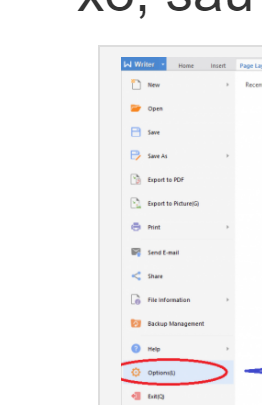 xổ, sau
Writer Home Insert Page Lay
New Recen
Open
Save
Save As
Export to PDF
Export to Picture(G)
Print
Send E-mail
Share
File Information
Backup Management
Help
Options(L)
Exit(Q)